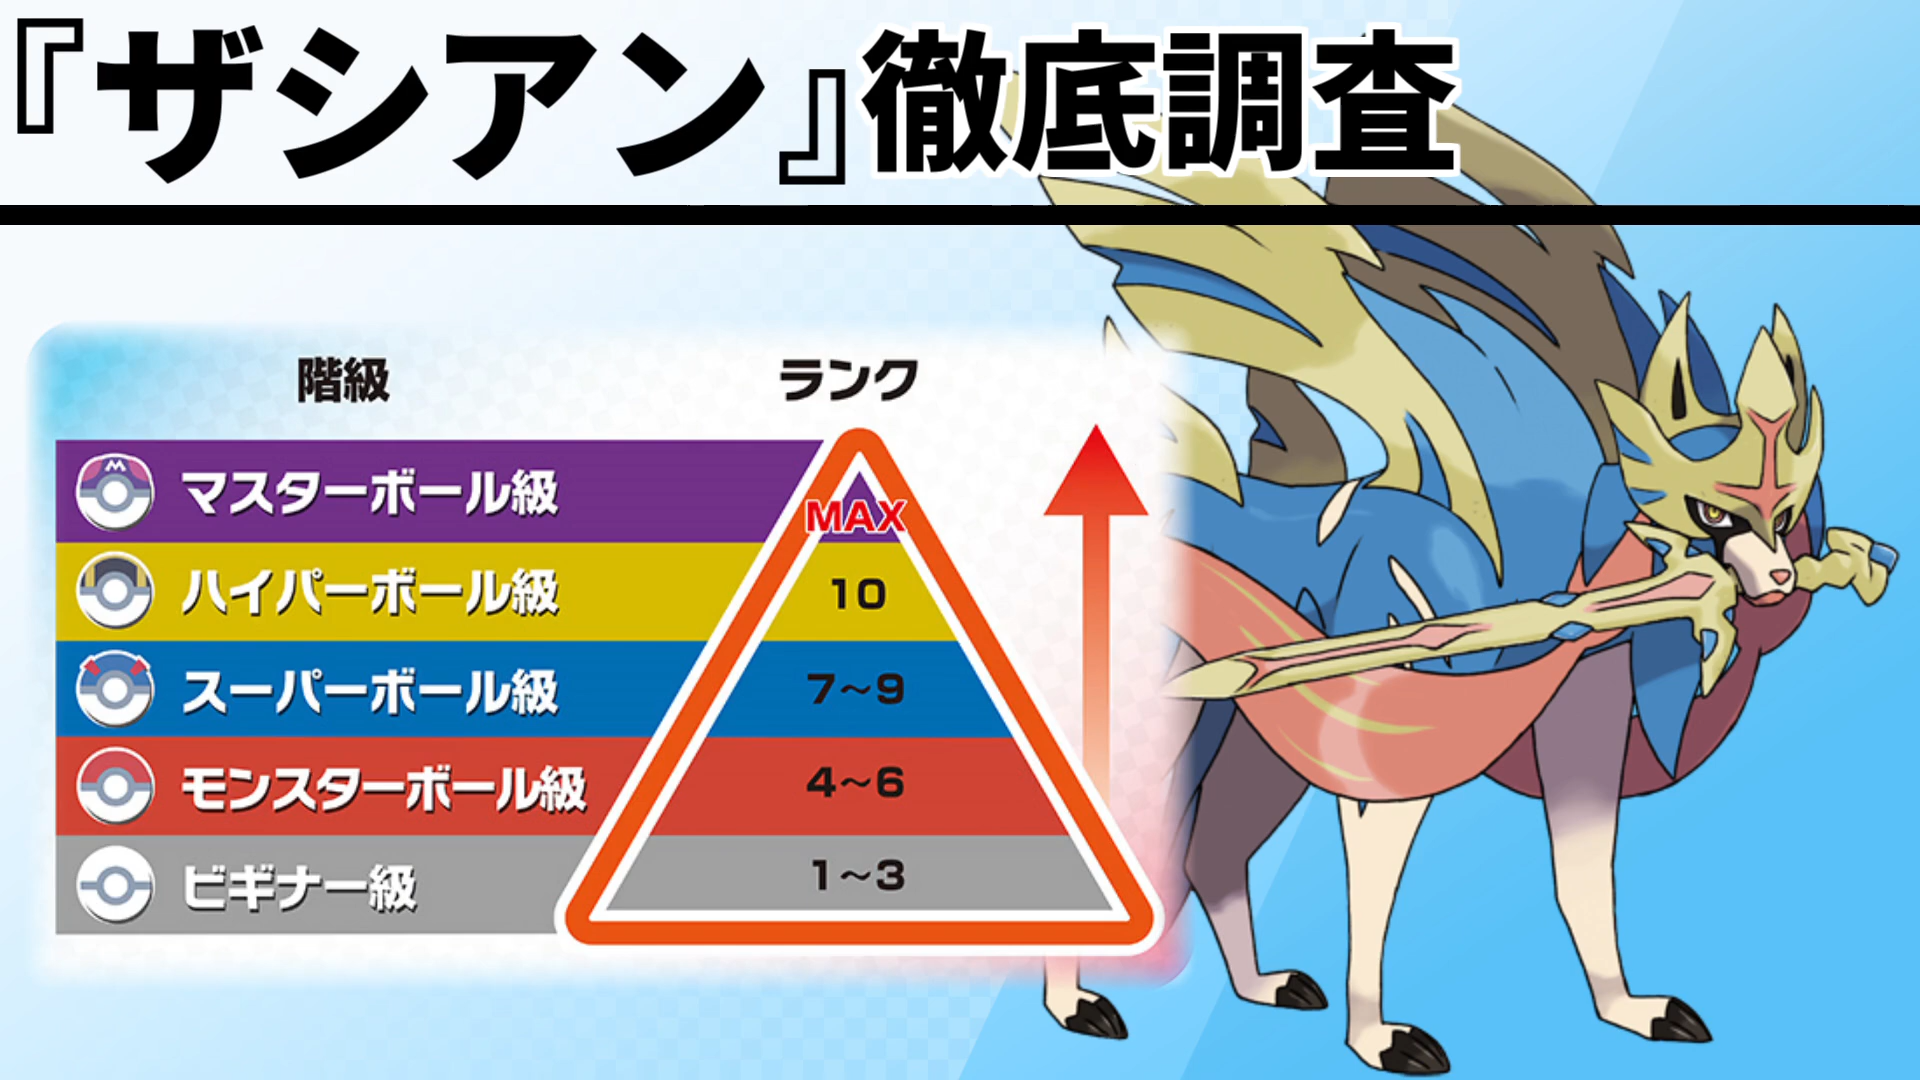 『ザシアン』徹底調査
階級 ランク
マスターボール級 MAX
ハイパーボール級 10
スーパーボール級 7～9
モンスターボール級 4～6
ビギナー級 1～3